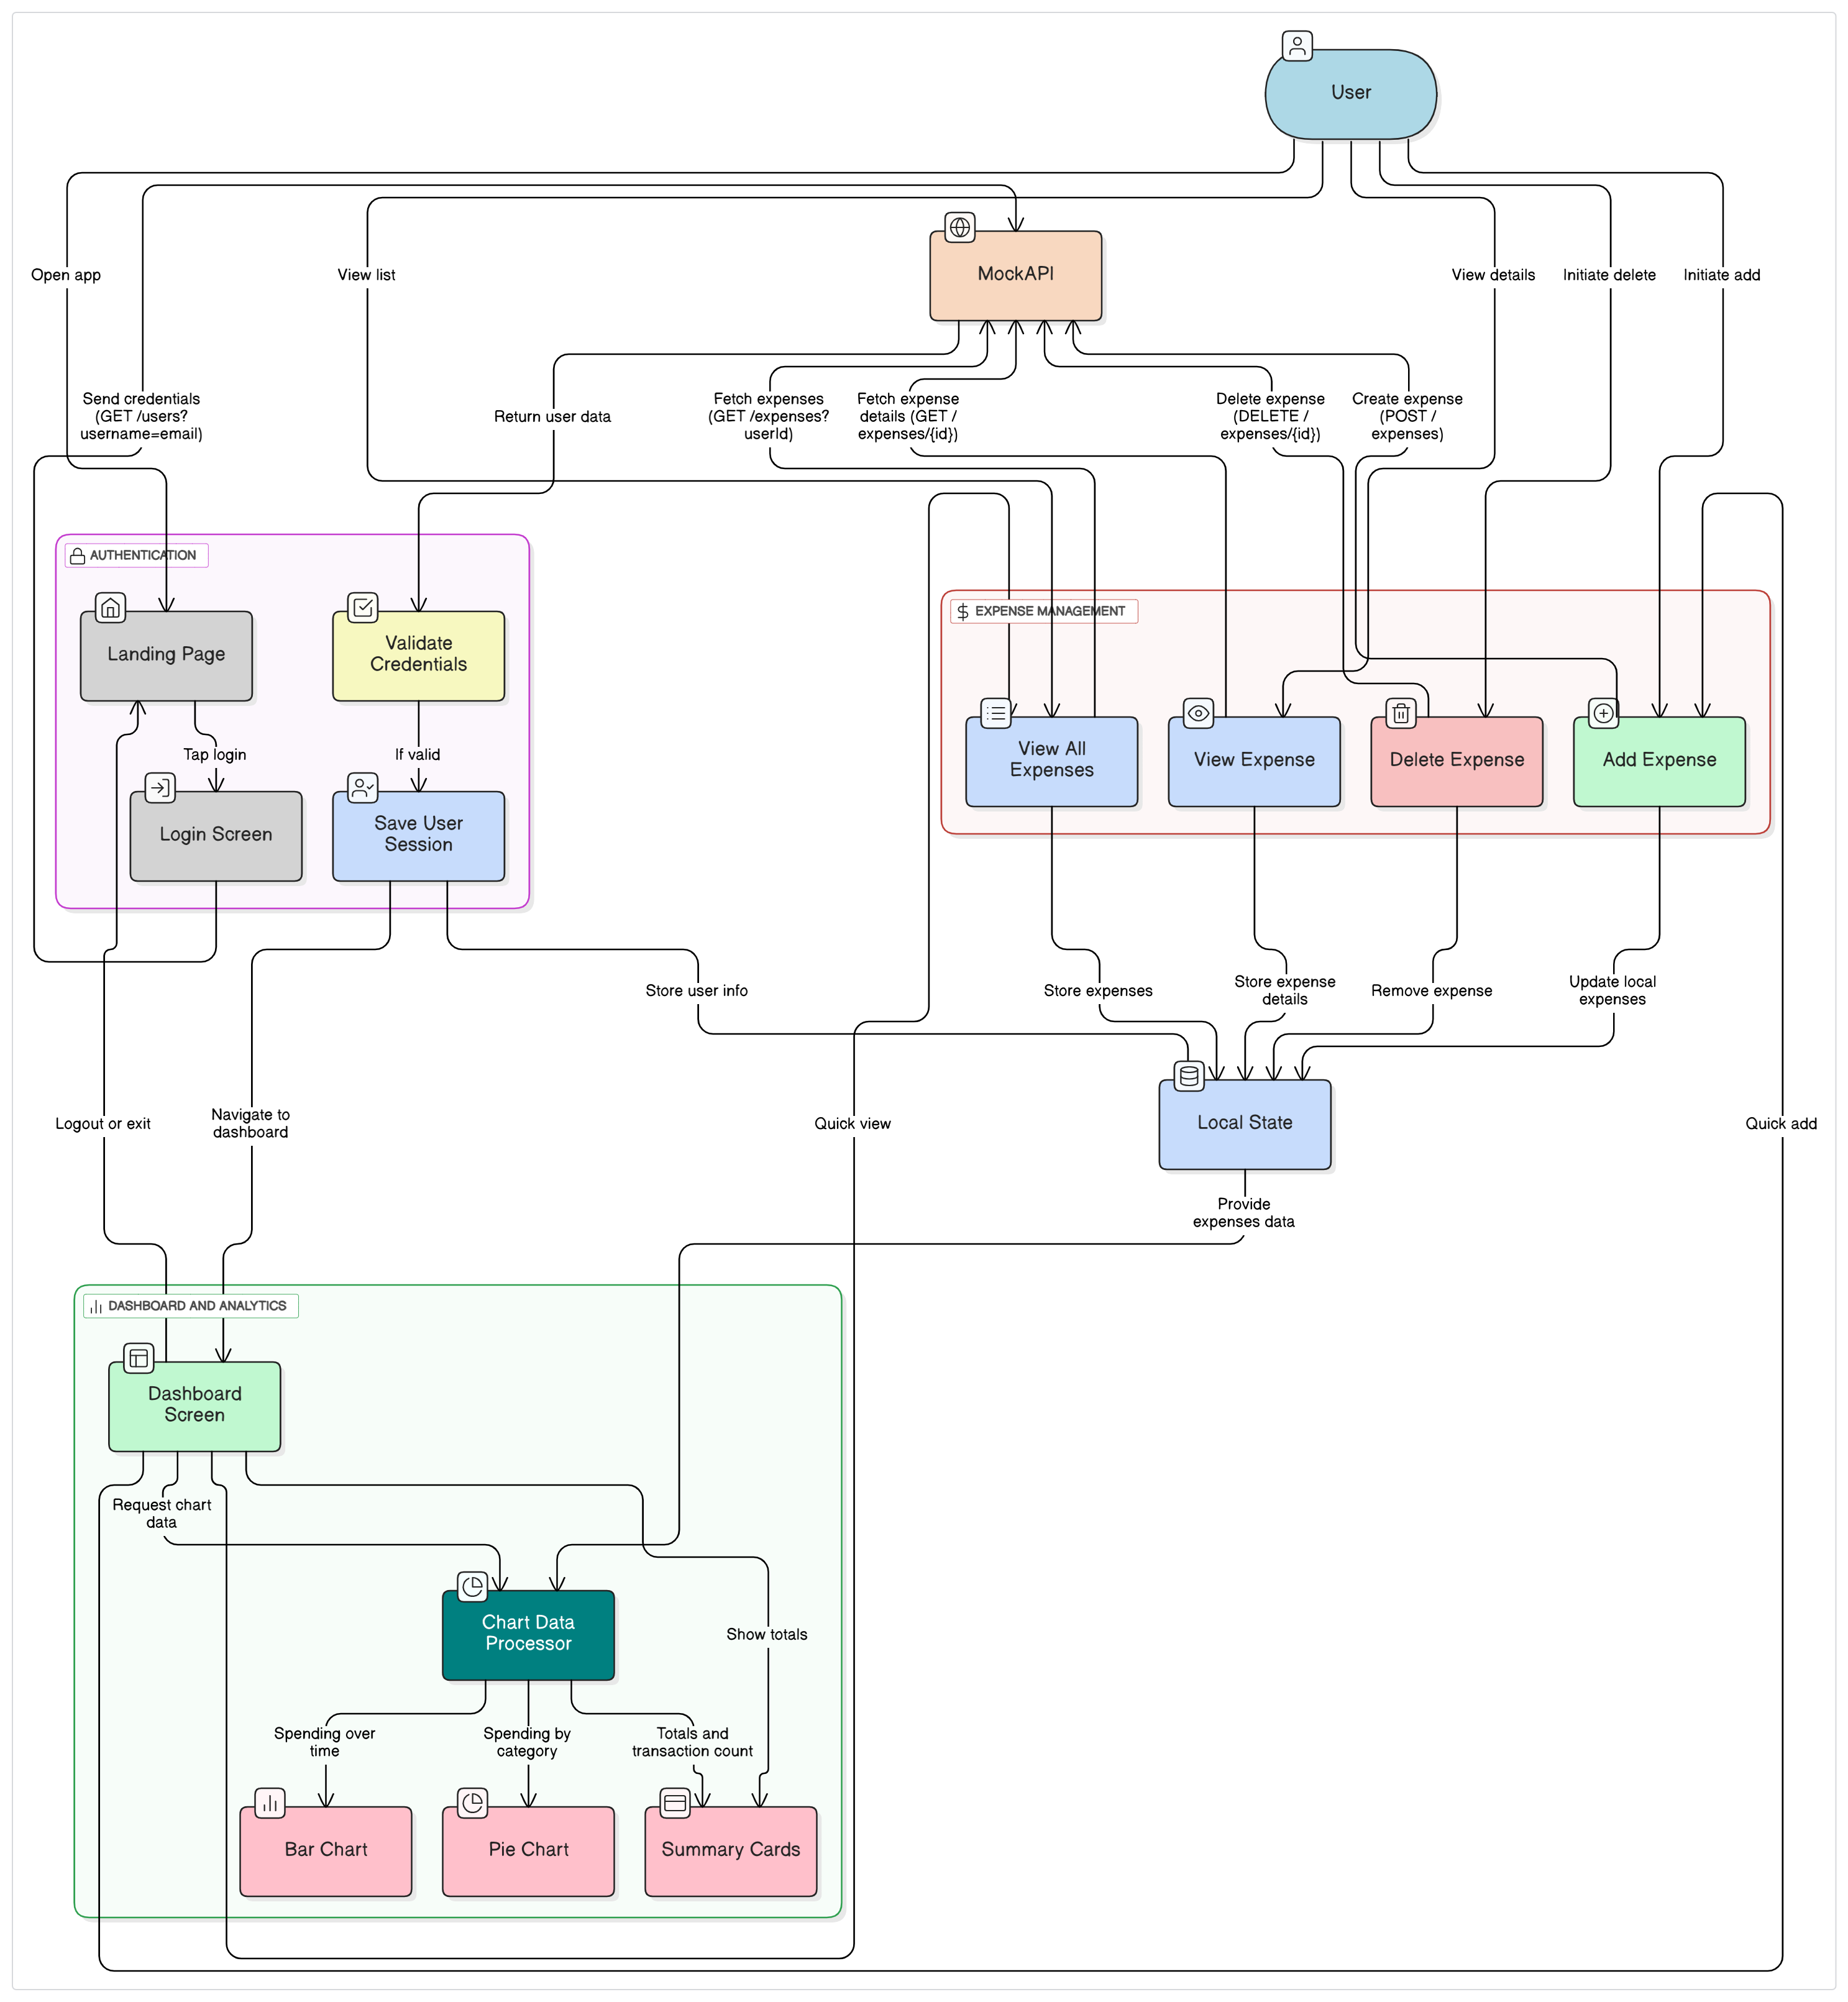 User
MockAPI
Open app
View list
View details
Initiate delete
Initiate add
Send credentials
(GET /users?
username=email)
Return user data
Fetch expenses
(GET /expenses?
userId)
Fetch expense
details (GET /
expenses/{id})
Delete expense
(DELETE /
expenses/{id})
Create expense
(POST /
expenses)
AUTHENTICATION
Landing Page
Validate
Credentials
Tap login
If valid
Login Screen
Save User
Session
EXPENSE MANAGEMENT
View All
Expenses
View Expense
Delete Expense
Add Expense
Store user info
Store expenses
Store expense
details
Remove expense
Update local
expenses
Logout or exit
Navigate to
dashboard
Quick view
Local State
Quick add
Provide
expenses data
DASHBOARD AND ANALYTICS
Dashboard
Screen
Request chart
data
Chart Data
Processor
Show totals
Spending over
time
Spending by
category
Totals and
transaction count
Bar Chart
Pie Chart
Summary Cards